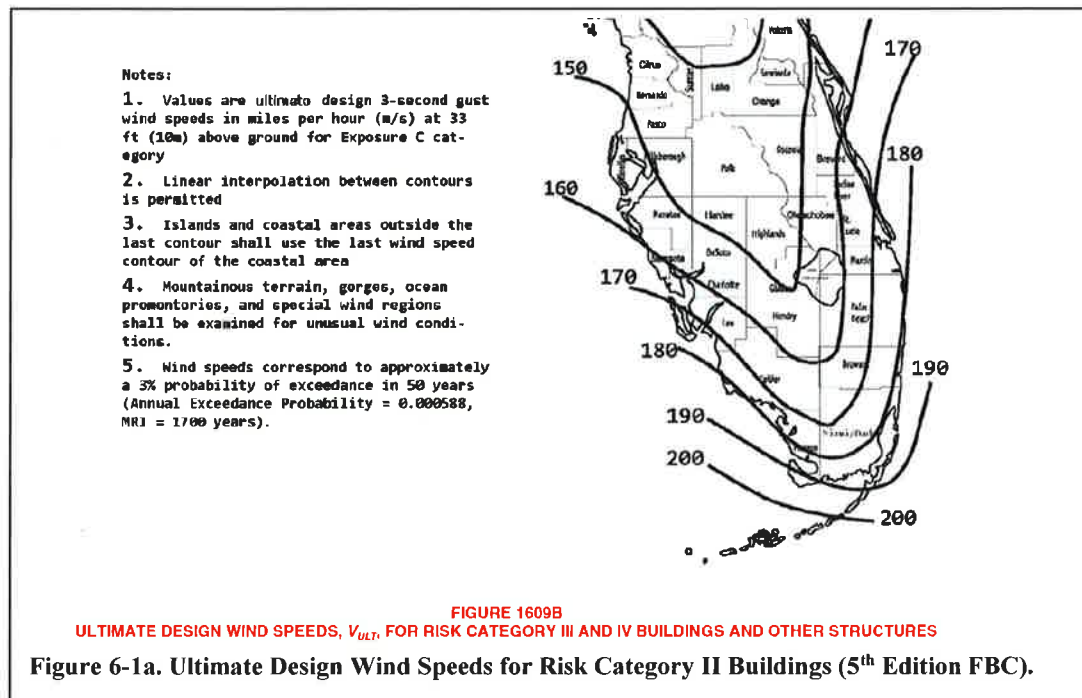 Notes:
1. Values are ultimate design 3-second gust
wind speeds in miles per hour (m/s) at 33
ft (10m) above ground for Exposure C cat-
egory
2. Linear interpolation between contours
is permitted
3. Islands and coastal areas outside the
last contour shall use the last wind speed
contour of the coastal area
4. Mountainous terrain, gorges, ocean
promontories, and special wind regions
shall be examined for unusual wind condi-
tions.
5. Wind speeds correspond to approximately
a 3% probability of exceedance in 50 years
(Annual Exceedance Probability = 0.000588,
MRI = 1700 years).
Volusia
170
Citrus
150
Lake
Orange
Pasco
180
Polk
160
Manatee
Hardee
Okeechobee
Highlands
DeSoto
Martin
170
Charlotte
Hendry
Lee
Palm
Beach
180
190
Collier
190
200
200
FIGURE 1609B
ULTIMATE DESIGN WIND SPEEDS, VULT, FOR RISK CATEGORY III AND IV BUILDINGS AND OTHER STRUCTURES
Figure 6-1a. Ultimate Design Wind Speeds for Risk Category II Buildings (5th Edition FBC).